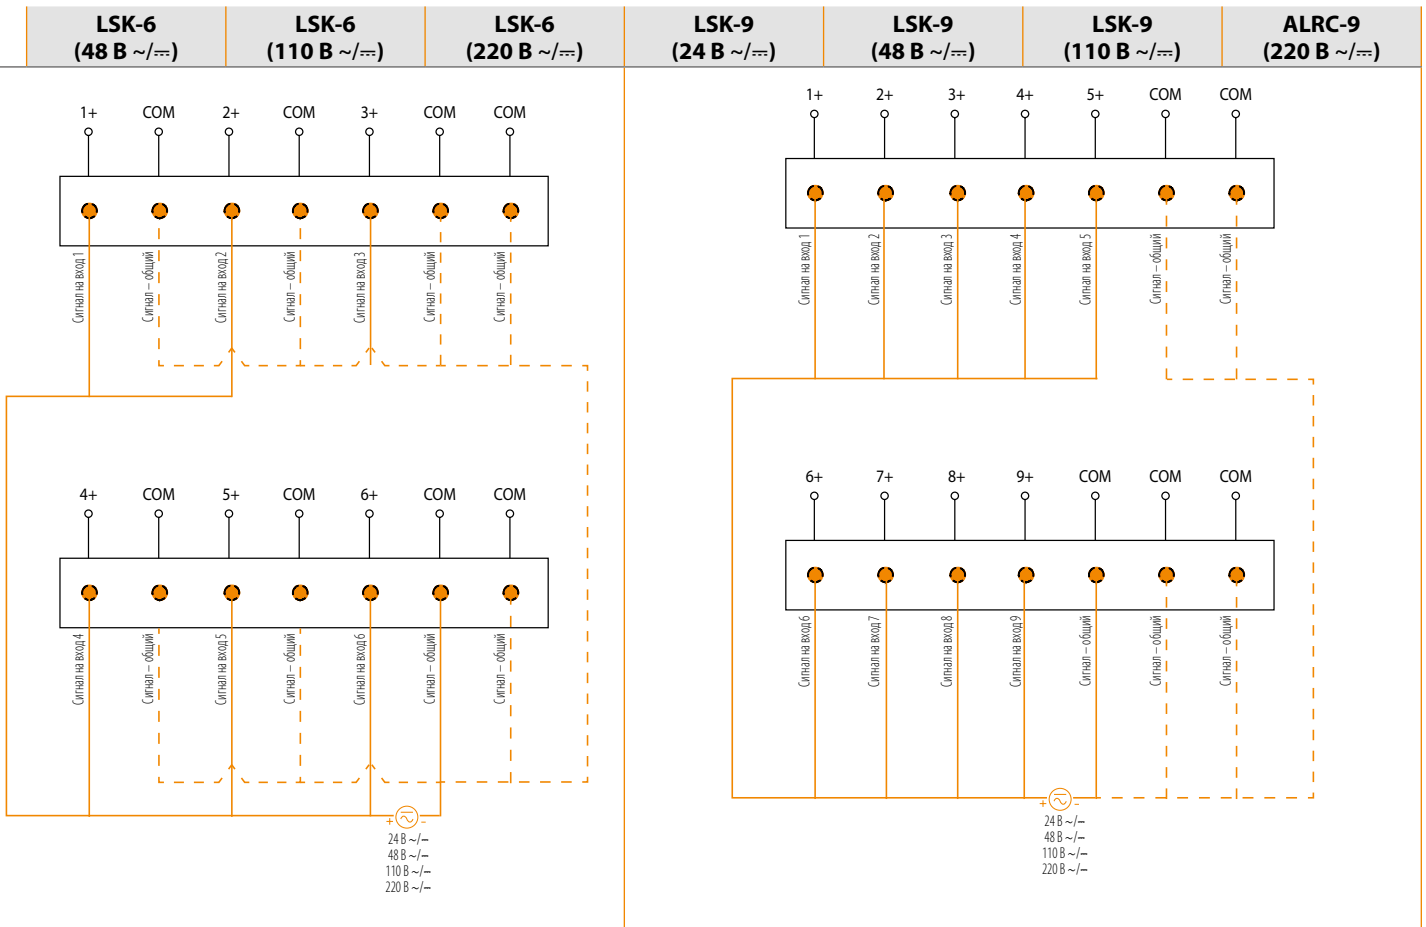 LSK-6
(48 В ~/⎓)
LSK-6
(110 В ~/⎓)
LSK-6
(220 В ~/⎓)
LSK-9
(24 В ~/⎓)
LSK-9
(48 В ~/⎓)
LSK-9
(110 В ~/⎓)
ALRC-9
(220 В ~/⎓)
1+ COM 2+ COM 3+ COM COM
Сигнал на вход 1
Сигнал – общий
Сигнал на вход 2
Сигнал – общий
Сигнал на вход 3
Сигнал – общий
Сигнал – общий
4+ COM 5+ COM 6+ COM COM
Сигнал на вход 4
Сигнал – общий
Сигнал на вход 5
Сигнал – общий
Сигнал на вход 6
Сигнал – общий
Сигнал – общий
+ -
24 В ~/⎓
48 В ~/⎓
110 В ~/⎓
220 В ~/⎓
1+ 2+ 3+ 4+ 5+ COM COM
Сигнал на вход 1
Сигнал на вход 2
Сигнал на вход 3
Сигнал на вход 4
Сигнал на вход 5
Сигнал – общий
Сигнал – общий
6+ 7+ 8+ 9+ COM COM COM
Сигнал на вход 6
Сигнал на вход 7
Сигнал на вход 8
Сигнал на вход 9
Сигнал – общий
Сигнал – общий
Сигнал – общий
+ -
24 В ~/⎓
48 В ~/⎓
110 В ~/⎓
220 В ~/⎓